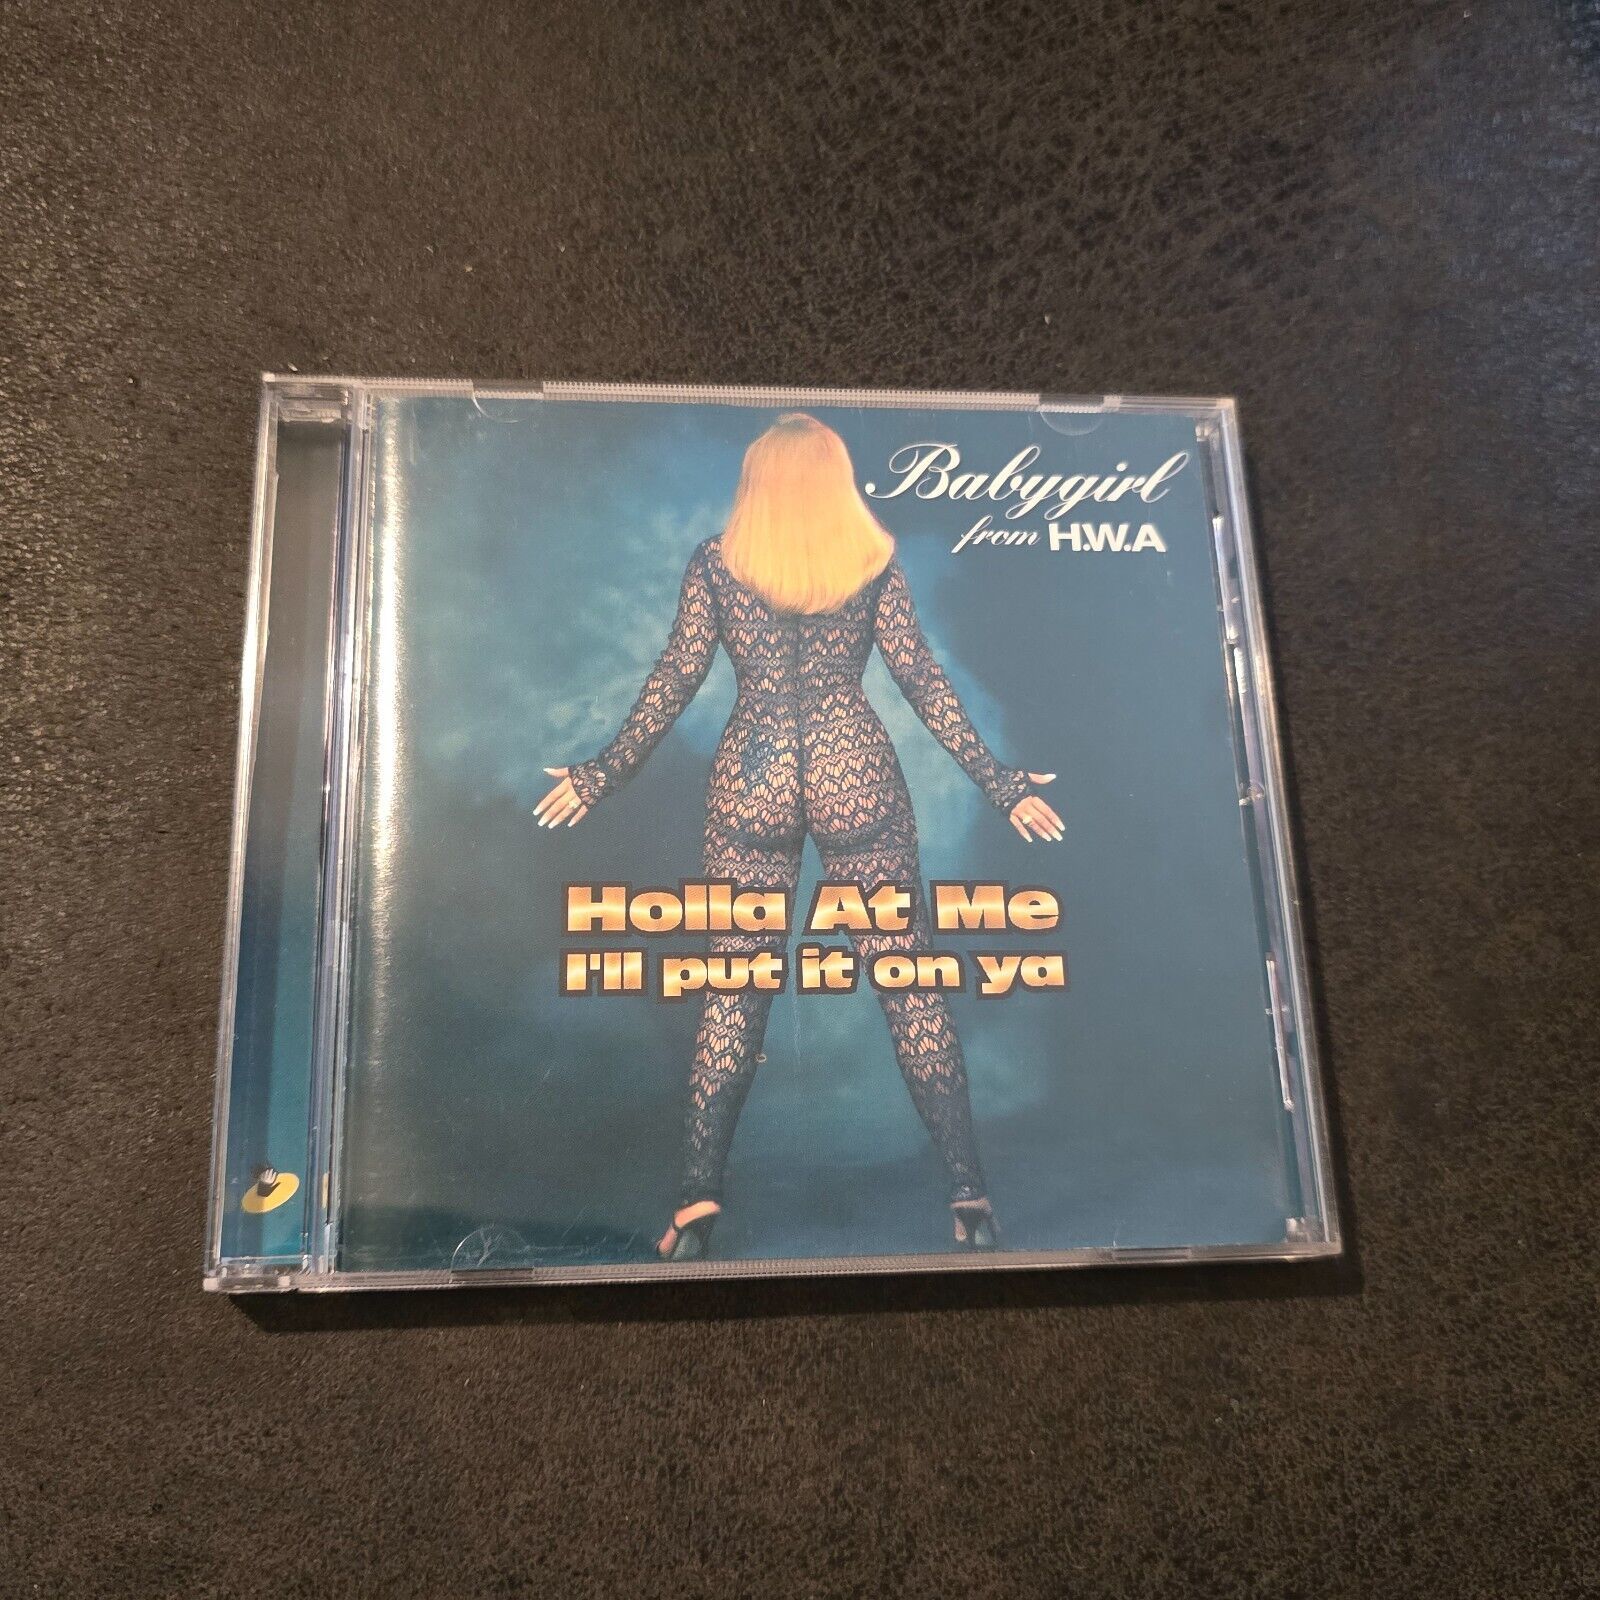 Babygirl
from H.W.A
Holla At Me
I'll put it on ya